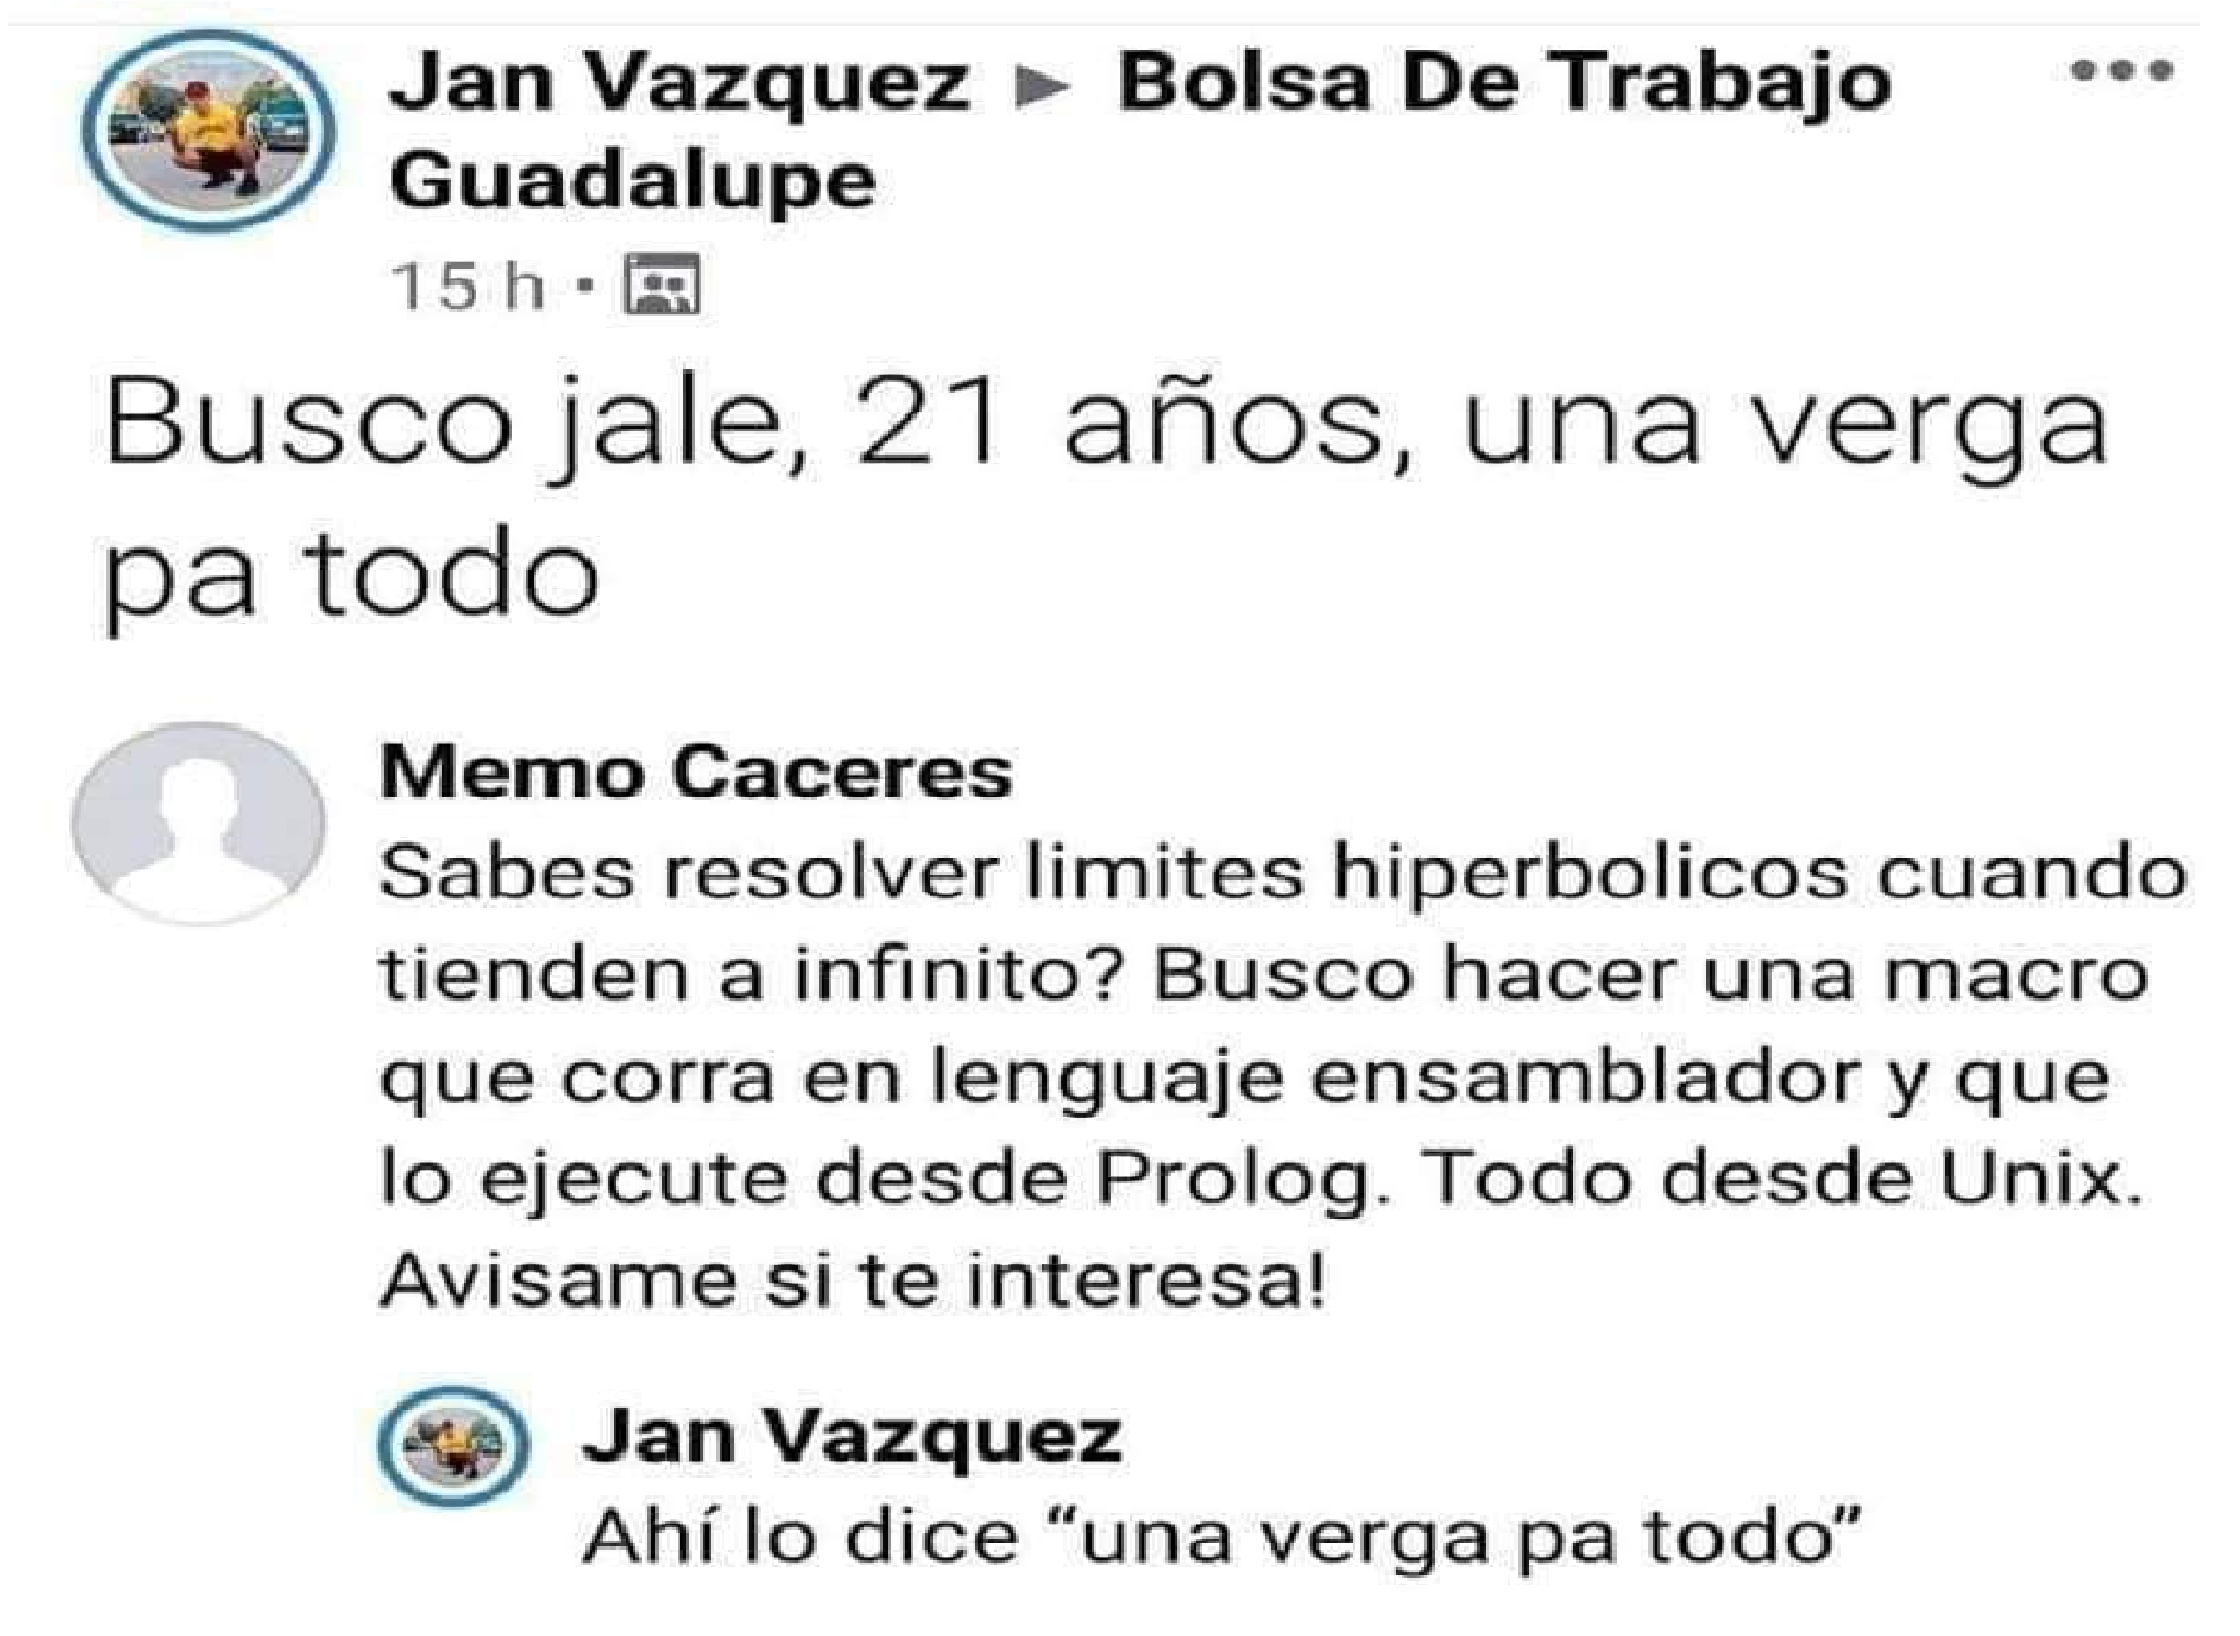 Jan Vazquez ▸ Bolsa De Trabajo
Guadalupe
15 h ·
Busco jale, 21 años, una verga
pa todo
Memo Caceres
Sabes resolver limites hiperbolicos cuando
tienden a infinito? Busco hacer una macro
que corra en lenguaje ensamblador y que
lo ejecute desde Prolog. Todo desde Unix.
Avisame si te interesa!
Jan Vazquez
Ahí lo dice “una verga pa todo”